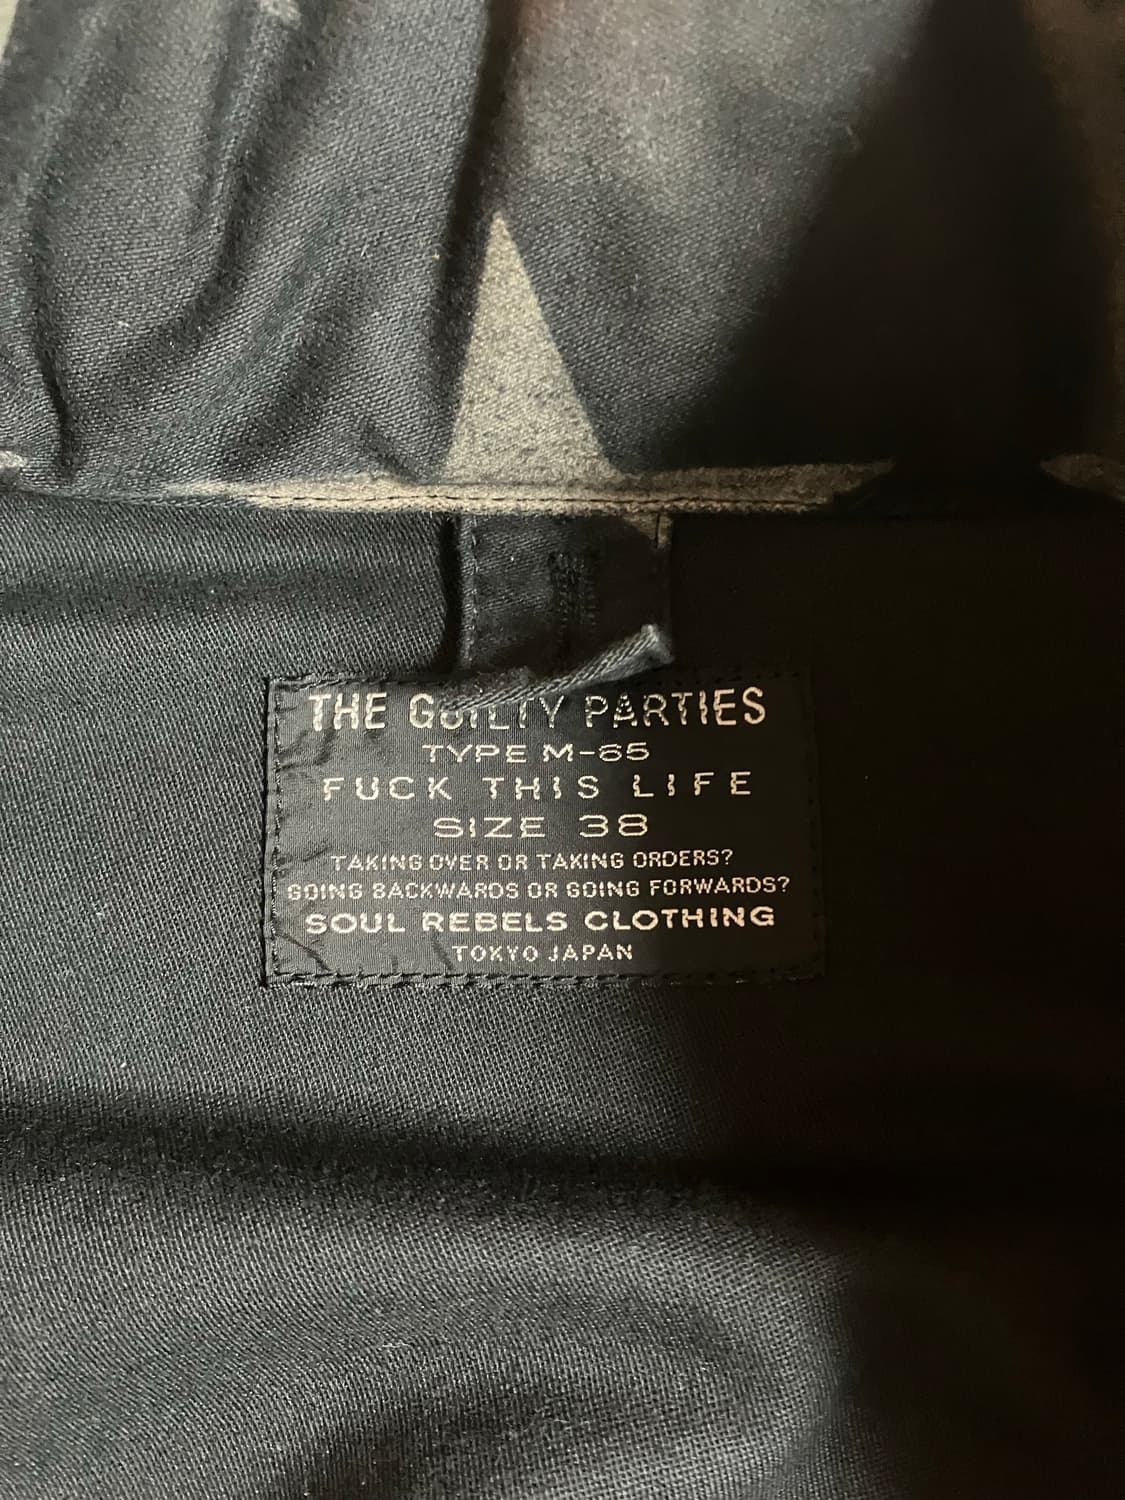 THE GUILTY PARTIES
TYPE M-65
FUCK THIS LIFE
SIZE 38
TAKING OVER OR TAKING ORDERS?
GOING BACKWARDS OR GOING FORWARDS?
SOUL REBELS CLOTHING
TOKYO JAPAN